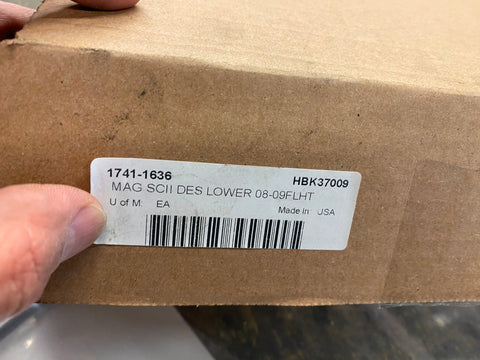 1741-1636 HBK37009
MAG SCII DES LOWER 08-09FLHT
U of M: EA Made in USA